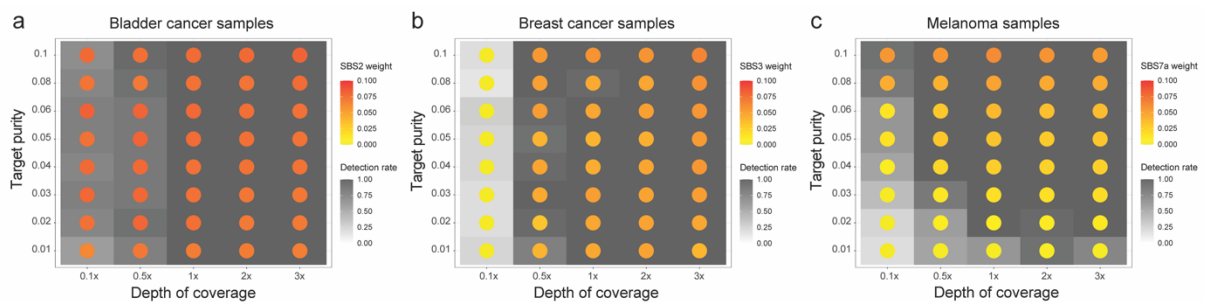 a
Bladder cancer samples
Target purity
0.1
0.08
0.06
0.05
0.04
0.03
0.02
0.01
0.1x 0.5x 1x 2x 3x
Depth of coverage
SBS2 weight
0.100
0.075
0.050
0.025
0.000
Detection rate
1.00
0.75
0.50
0.25
0.00
b
Breast cancer samples
Target purity
0.1
0.08
0.06
0.05
0.04
0.03
0.02
0.01
0.1x 0.5x 1x 2x 3x
Depth of coverage
SBS3 weight
0.100
0.075
0.050
0.025
0.000
Detection rate
1.00
0.75
0.50
0.25
0.00
c
Melanoma samples
Target purity
0.1
0.08
0.06
0.05
0.04
0.03
0.02
0.01
0.1x 0.5x 1x 2x 3x
Depth of coverage
SBS7a weight
0.100
0.075
0.050
0.025
0.000
Detection rate
1.00
0.75
0.50
0.25
0.00